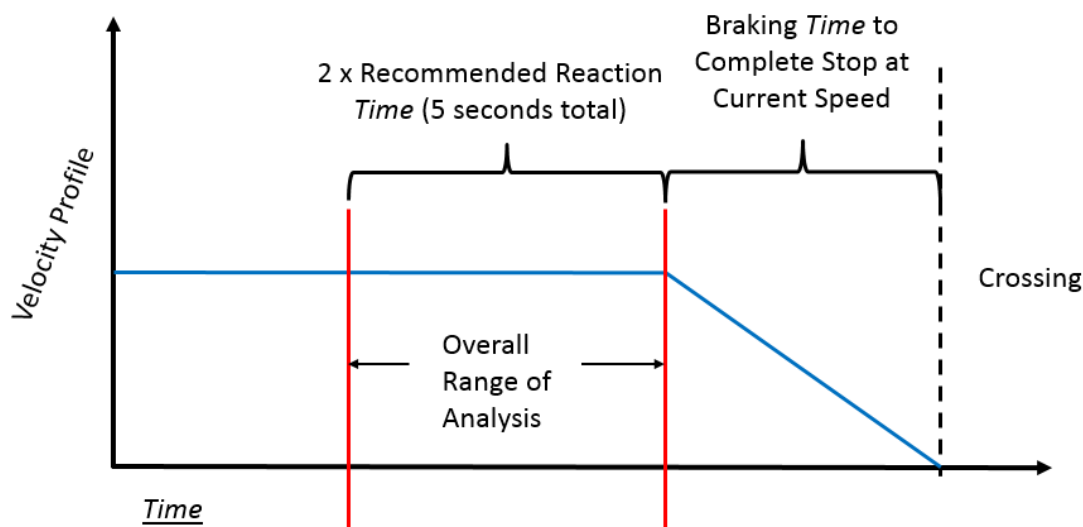 Braking Time to
Complete Stop at
Current Speed
2 x Recommended Reaction
Time (5 seconds total)
Velocity Profile
Crossing
Overall
Range of
Analysis
Time